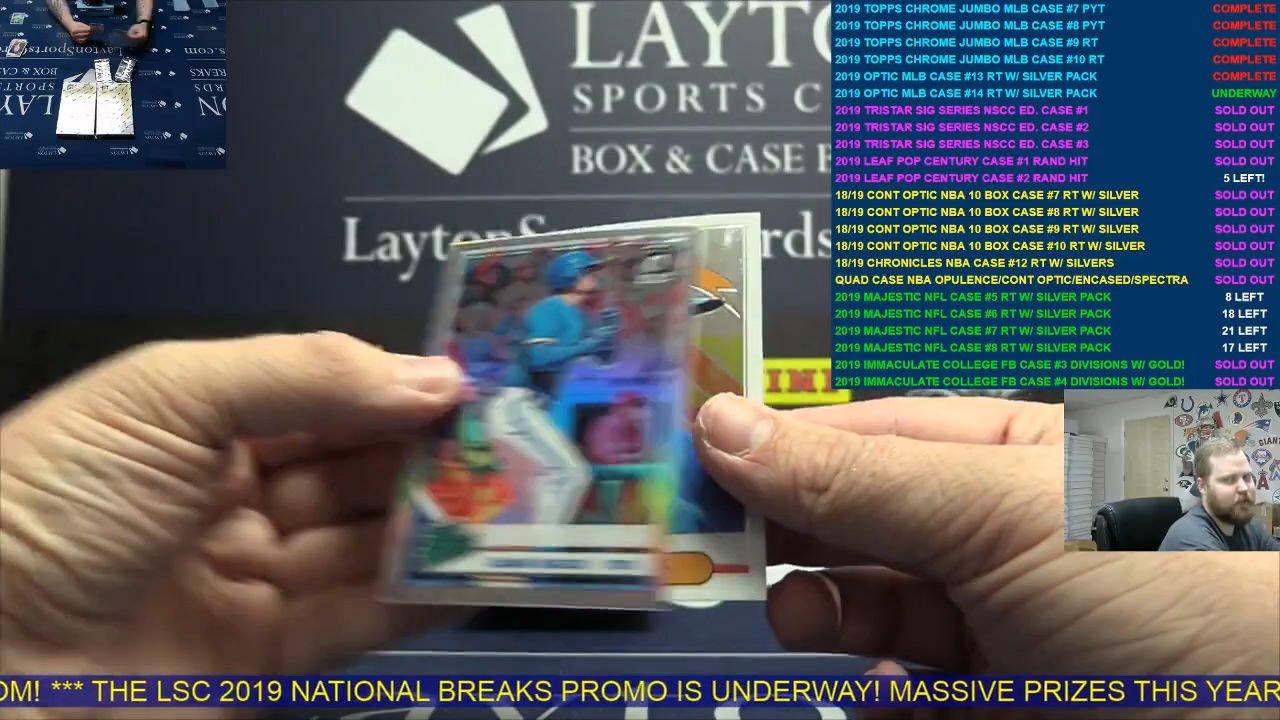 LaytonSports
s.com
BOX & CASE
BREAKS
LAYTON
SPORTS C
BOX & CASE
Layton
rds
2019 TOPPS CHROME JUMBO MLB CASE #7 PYT COMPLETE
2019 TOPPS CHROME JUMBO MLB CASE #8 PYT COMPLETE
2019 TOPPS CHROME JUMBO MLB CASE #9 RT COMPLETE
2019 TOPPS CHROME JUMBO MLB CASE #10 RT COMPLETE
2019 OPTIC MLB CASE #13 RT W/ SILVER PACK COMPLETE
2019 OPTIC MLB CASE #14 RT W/ SILVER PACK UNDERWAY
2019 TRISTAR SIG SERIES NSCC ED. CASE #1 SOLD OUT
2019 TRISTAR SIG SERIES NSCC ED. CASE #2 SOLD OUT
2019 TRISTAR SIG SERIES NSCC ED. CASE #3 SOLD OUT
2019 LEAF POP CENTURY CASE #1 RAND HIT SOLD OUT
2019 LEAF POP CENTURY CASE #2 RAND HIT 5 LEFT!
18/19 CONT OPTIC NBA 10 BOX CASE #7 RT W/ SILVER SOLD OUT
18/19 CONT OPTIC NBA 10 BOX CASE #8 RT W/ SILVER SOLD OUT
18/19 CONT OPTIC NBA 10 BOX CASE #9 RT W/ SILVER SOLD OUT
18/19 CONT OPTIC NBA 10 BOX CASE #10 RT W/ SILVER SOLD OUT
18/19 CHRONICLES NBA CASE #12 RT W/ SILVERS SOLD OUT
QUAD CASE NBA OPULENCE/CONT OPTIC/ENCASED/SPECTRA SOLD OUT
2019 MAJESTIC NFL CASE #5 RT W/ SILVER PACK 8 LEFT
2019 MAJESTIC NFL CASE #6 RT W/ SILVER PACK 18 LEFT
2019 MAJESTIC NFL CASE #7 RT W/ SILVER PACK 21 LEFT
2019 MAJESTIC NFL CASE #8 RT W/ SILVER PACK 17 LEFT
2019 IMMACULATE COLLEGE FB CASE #3 DIVISIONS W/ GOLD! SOLD OUT
2019 IMMACULATE COLLEGE FB CASE #4 DIVISIONS W/ GOLD! SOLD OUT
OM! *** THE LSC 2019 NATIONAL BREAKS PROMO IS UNDERWAY! MASSIVE PRIZES THIS YEAR